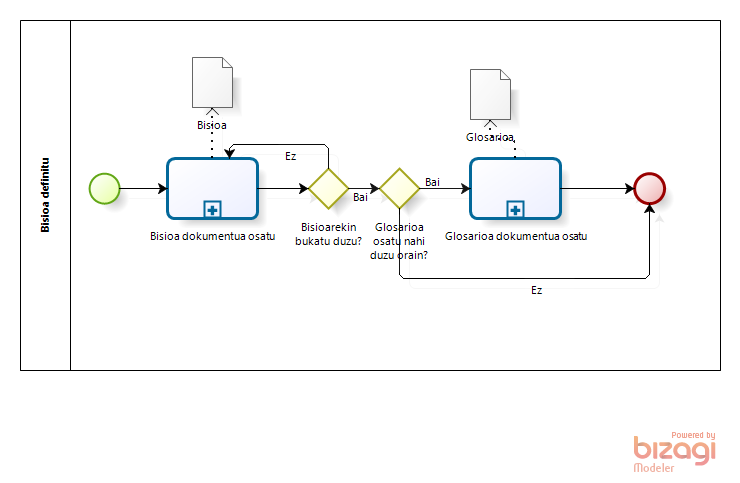 Bisioa definitu
Bisioa
Glosarioa
Ez
Bai
Bai
Bisioa dokumentua osatu
Bisioarekin
bukatu duzu?
Glosarioa
osatu nahi
duzu orain?
Glosarioa dokumentua osatu
Ez
Powered by
bizagi
Modeler